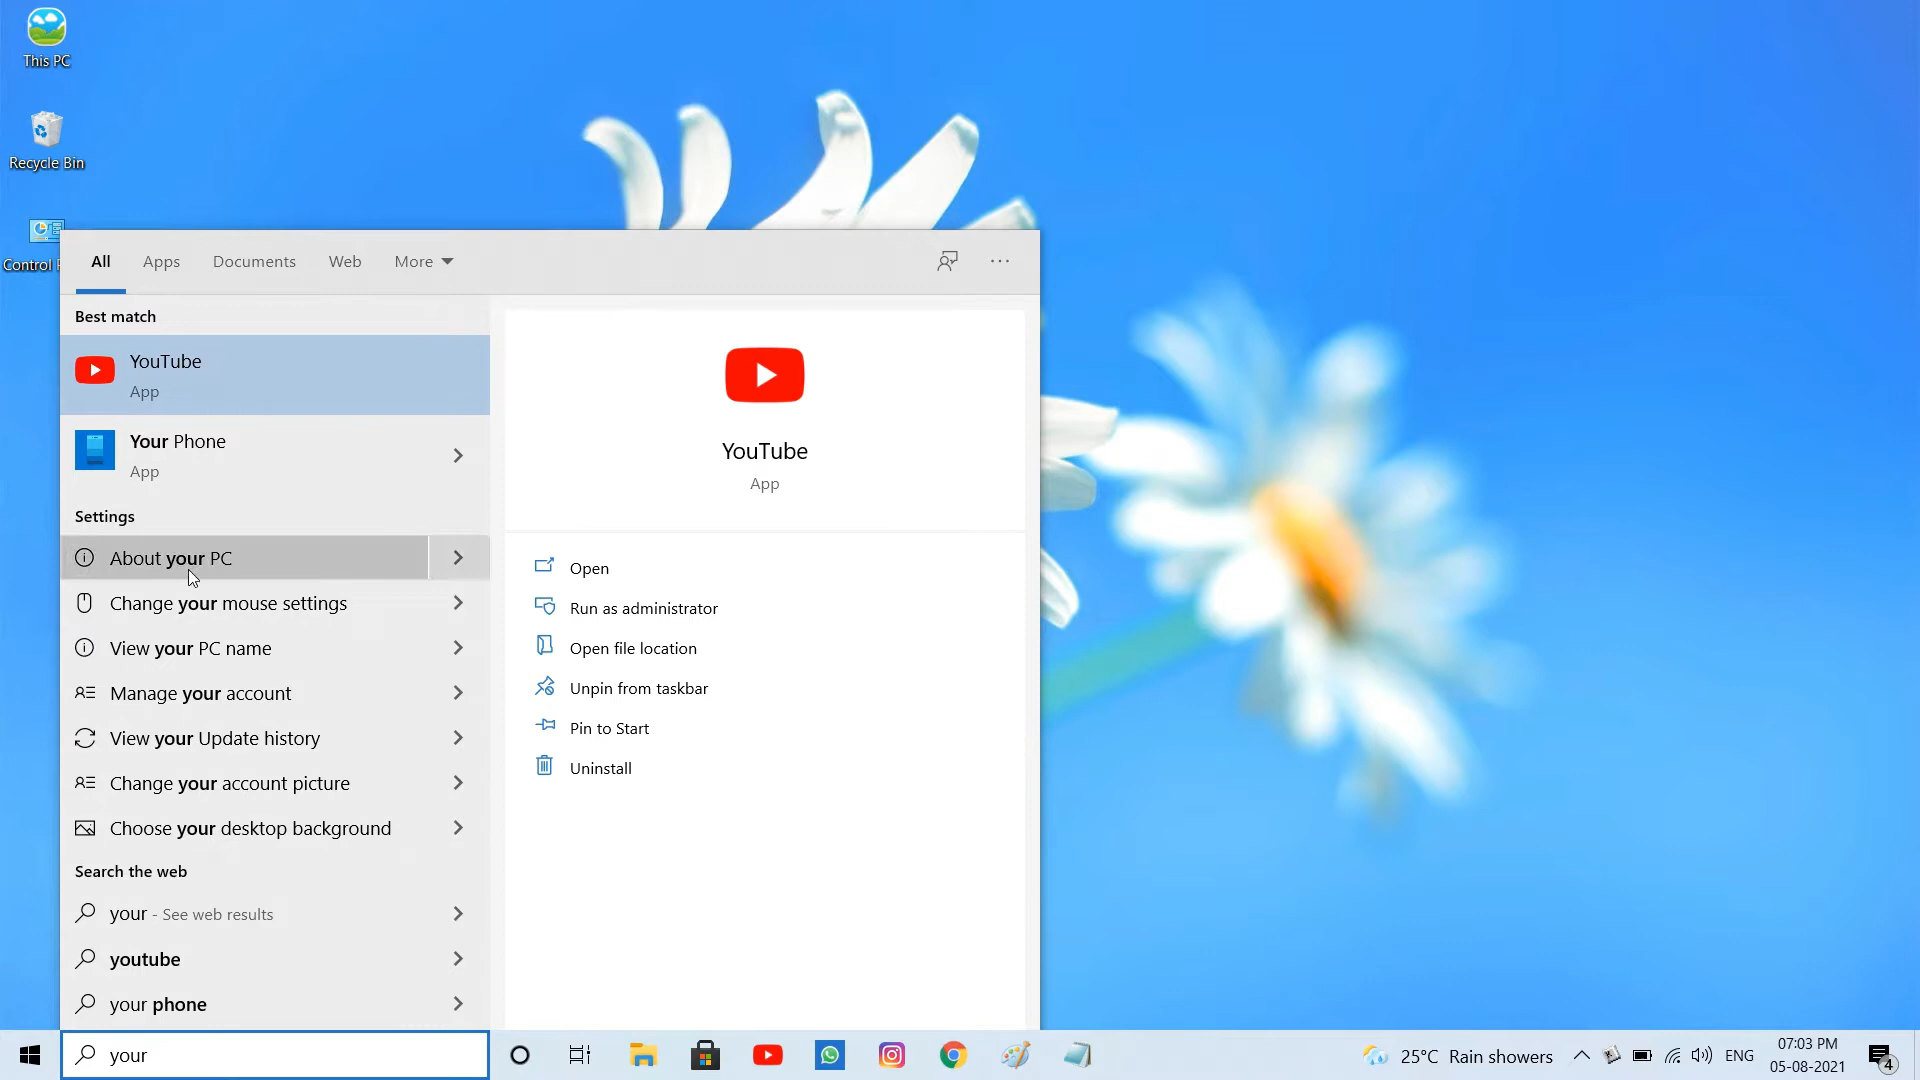 This PC
Recycle Bin
Control
All Apps Documents Web More
Best match
YouTube
App
Your Phone
App
Settings
About your PC
Change your mouse settings
View your PC name
Manage your account
View your Update history
Change your account picture
Choose your desktop background
Search the web
your - See web results
youtube
your phone
your
YouTube
App
Open
Run as administrator
Open file location
Unpin from taskbar
Pin to Start
Uninstall
25°C Rain showers
ENG
07:03 PM
05-08-2021
4